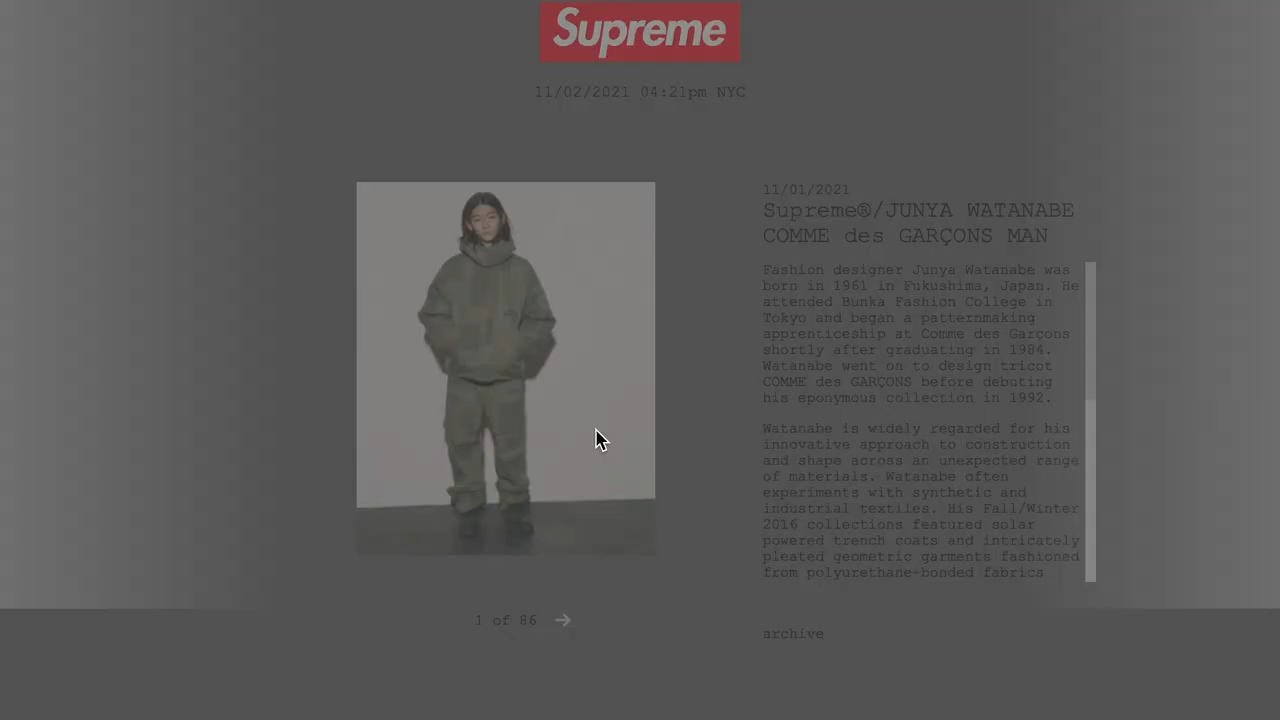 Supreme
11/02/2021 04:21pm NYC
11/01/2021
Supreme®/JUNYA WATANABE
COMME des GARÇONS MAN
Fashion designer Junya Watanabe was
born in 1961 in Fukushima, Japan. He
attended Bunka Fashion College in
Tokyo and began a patternmaking
apprenticeship at Comme des Garçons
shortly after graduating in 1984.
Watanabe went on to design tricot
COMME des GARÇONS before debuting
his eponymous collection in 1992.
Watanabe is widely regarded for his
innovative approach to construction
and shape across an unexpected range
of materials. Watanabe often
experiments with synthetic and
industrial textiles. His Fall/Winter
2016 collections featured solar
powered trench coats and intricately
pleated geometric garments fashioned
from polyurethane-bonded fabrics
1 of 86 →
archive